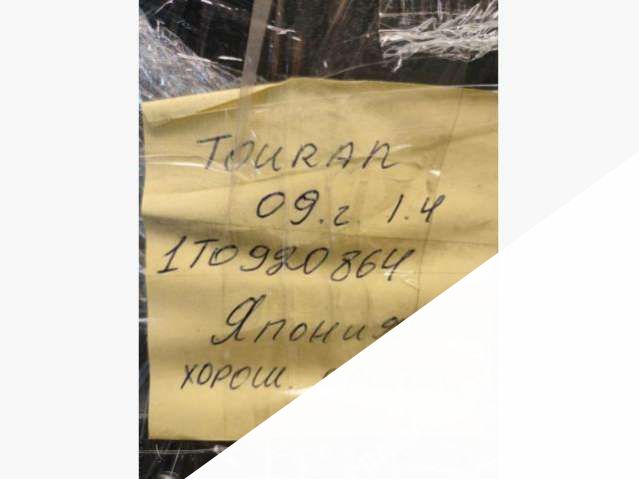 TOURAN
09.г. 1.4
1T0920864
Япония
хорош.